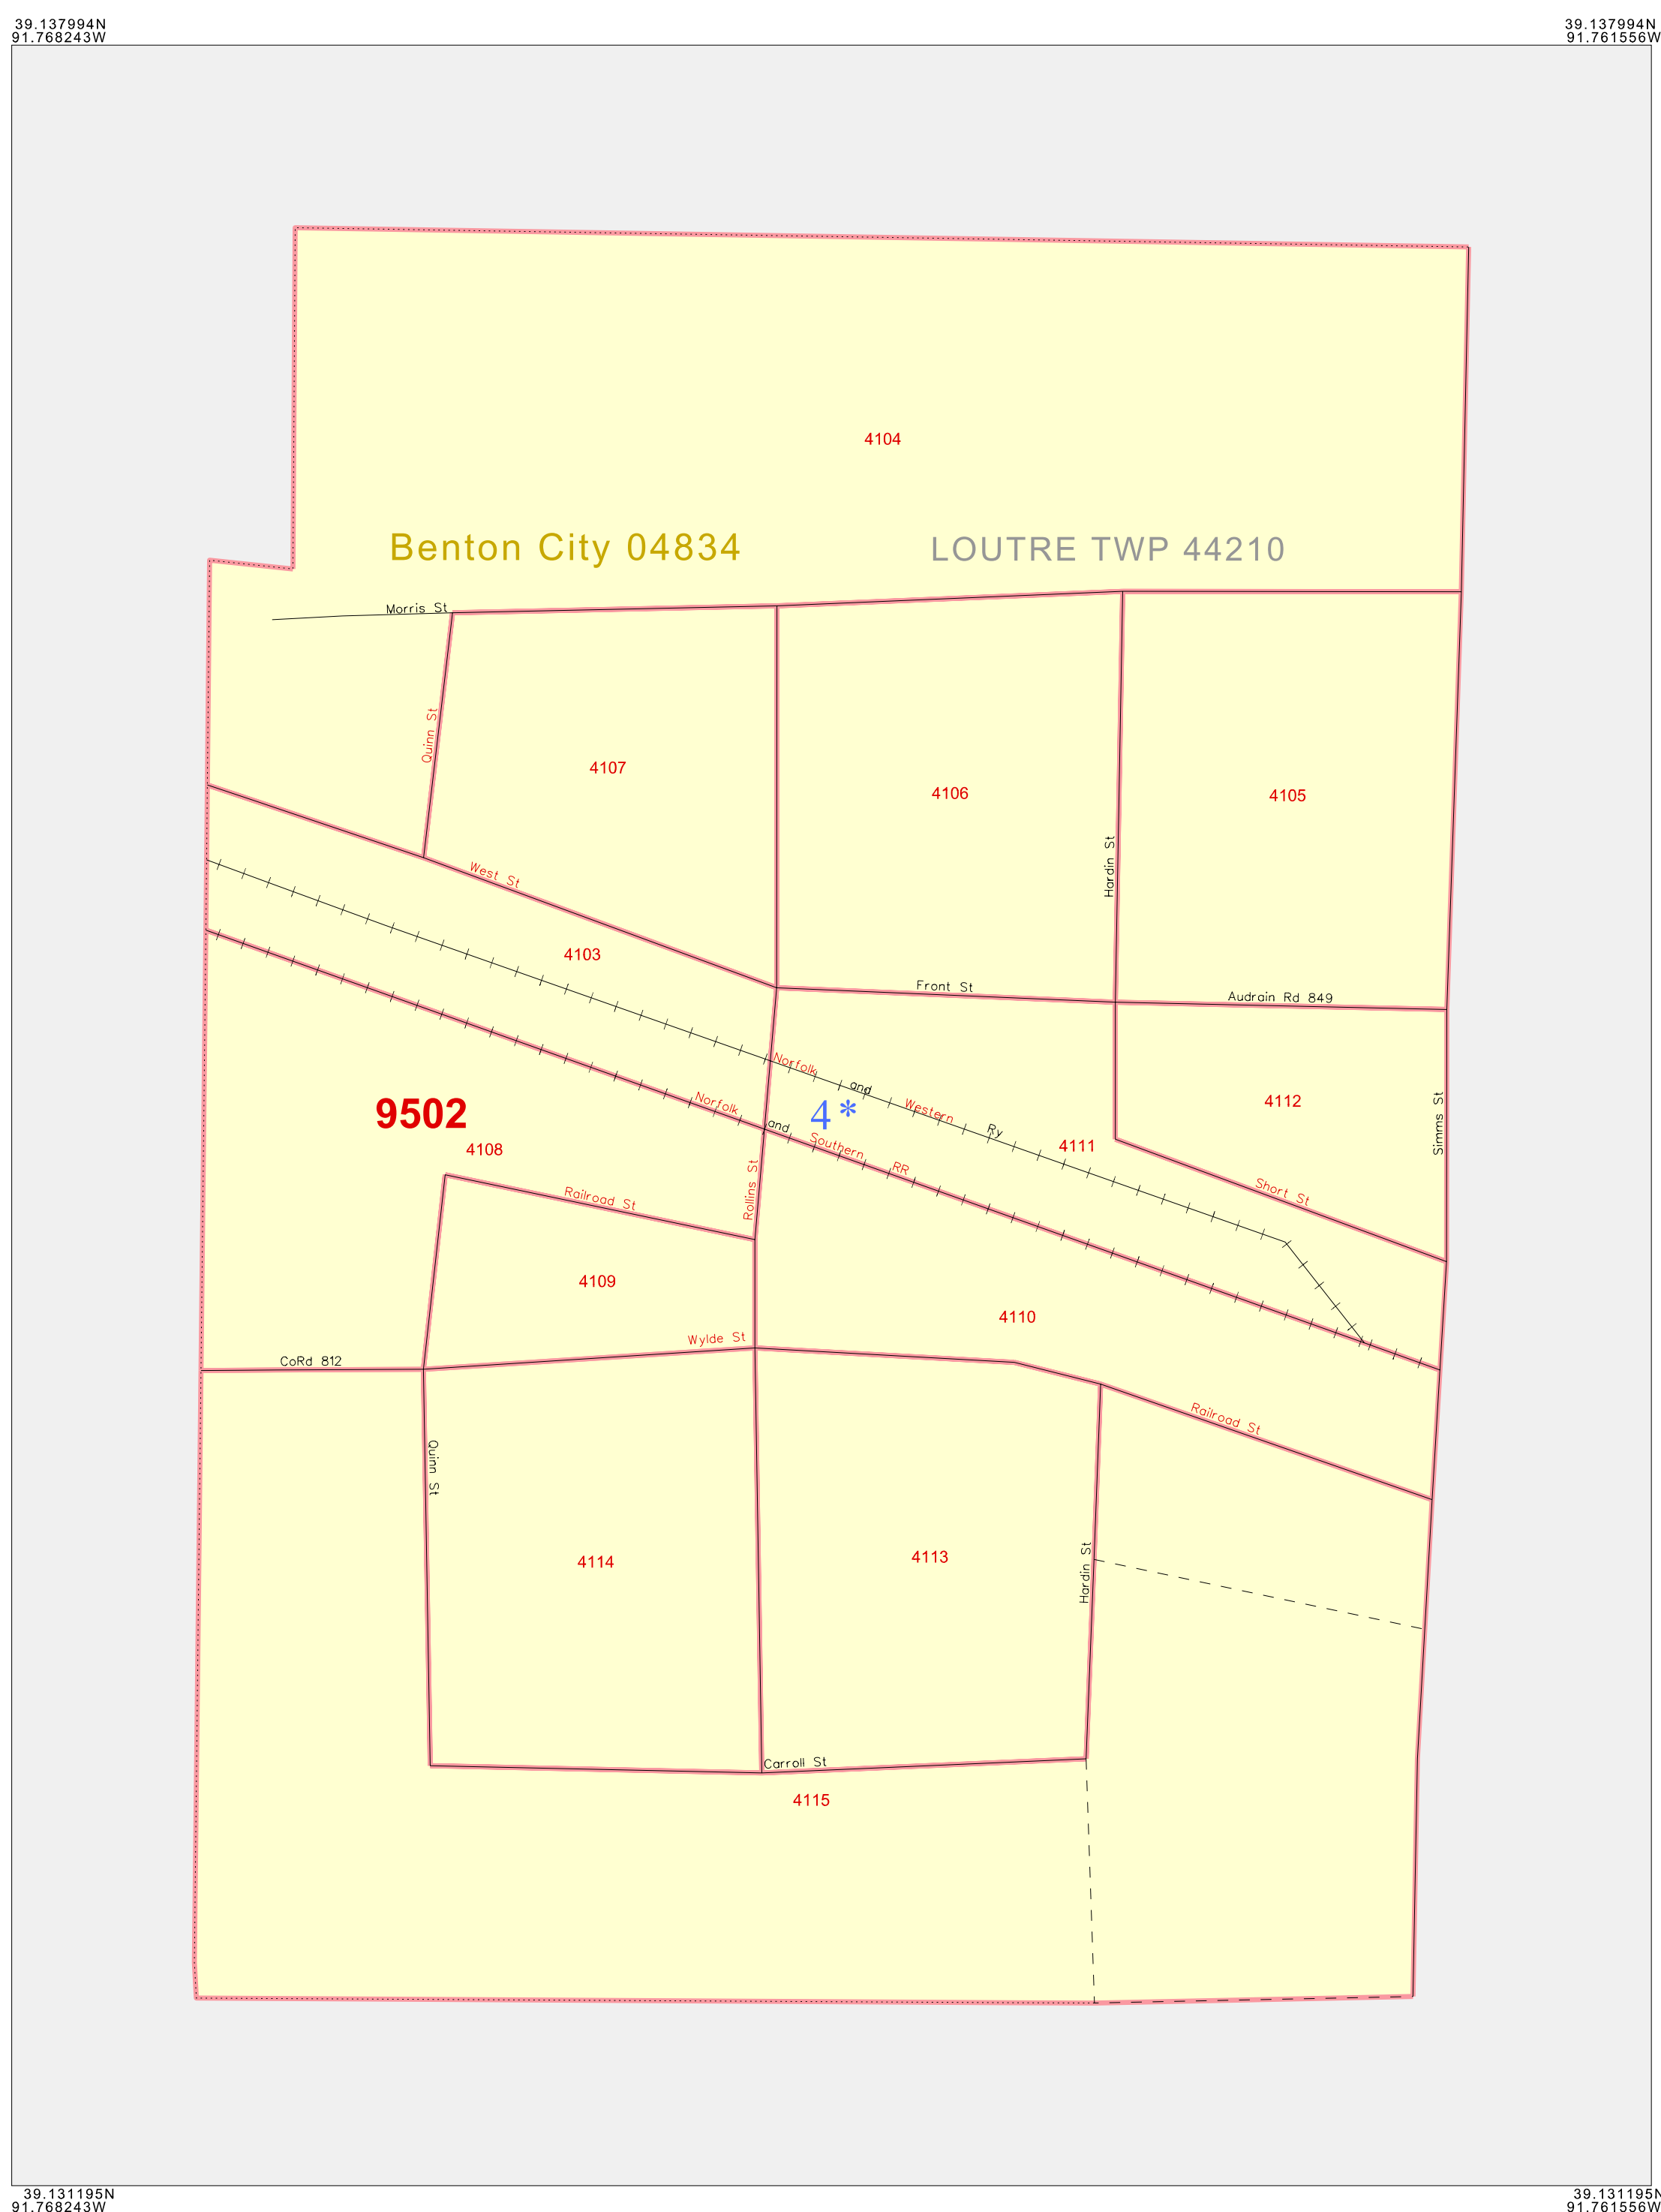 39.137994N
91.768243W
39.137994N
91.761556W
4104
Benton City 04834
LOUTRE TWP 44210
Morris St
Quinn St
4107
4106
4105
Hardin St
West St
4103
Front St
Audrain Rd 849
Norfolk and Western Ry
Norfolk and Southern RR
9502
4*
4112
Simms St
4108
4111
Rollins St
Short St
Railroad St
4109
4110
Wylde St
CoRd 812
Railroad St
Quinn St
4114
4113
Hardin St
Carroll St
4115
39.131195N
91.768243W
39.131195N
91.761556W